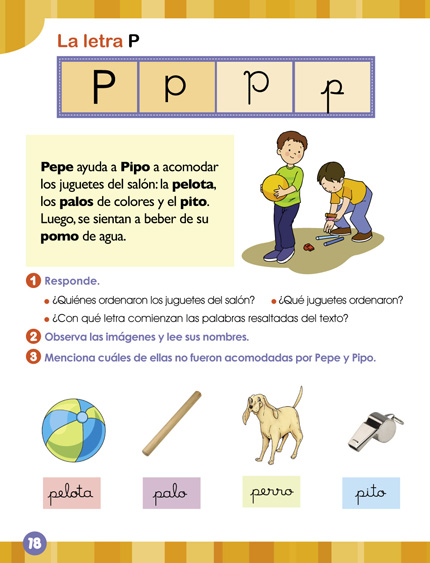 La letra P
P p p p
Pepe ayuda a Pipo a acomodar
los juguetes del salón: la pelota,
los palos de colores y el pito.
Luego, se sientan a beber de su
pomo de agua.
1 Responde.
• ¿Quiénes ordenaron los juguetes del salón? • ¿Qué juguetes ordenaron?
• ¿Con qué letra comienzan las palabras resaltadas del texto?
2 Observa las imágenes y lee sus nombres.
3 Menciona cuáles de ellas no fueron acomodadas por Pepe y Pipo.
pelota palo perro pito
18